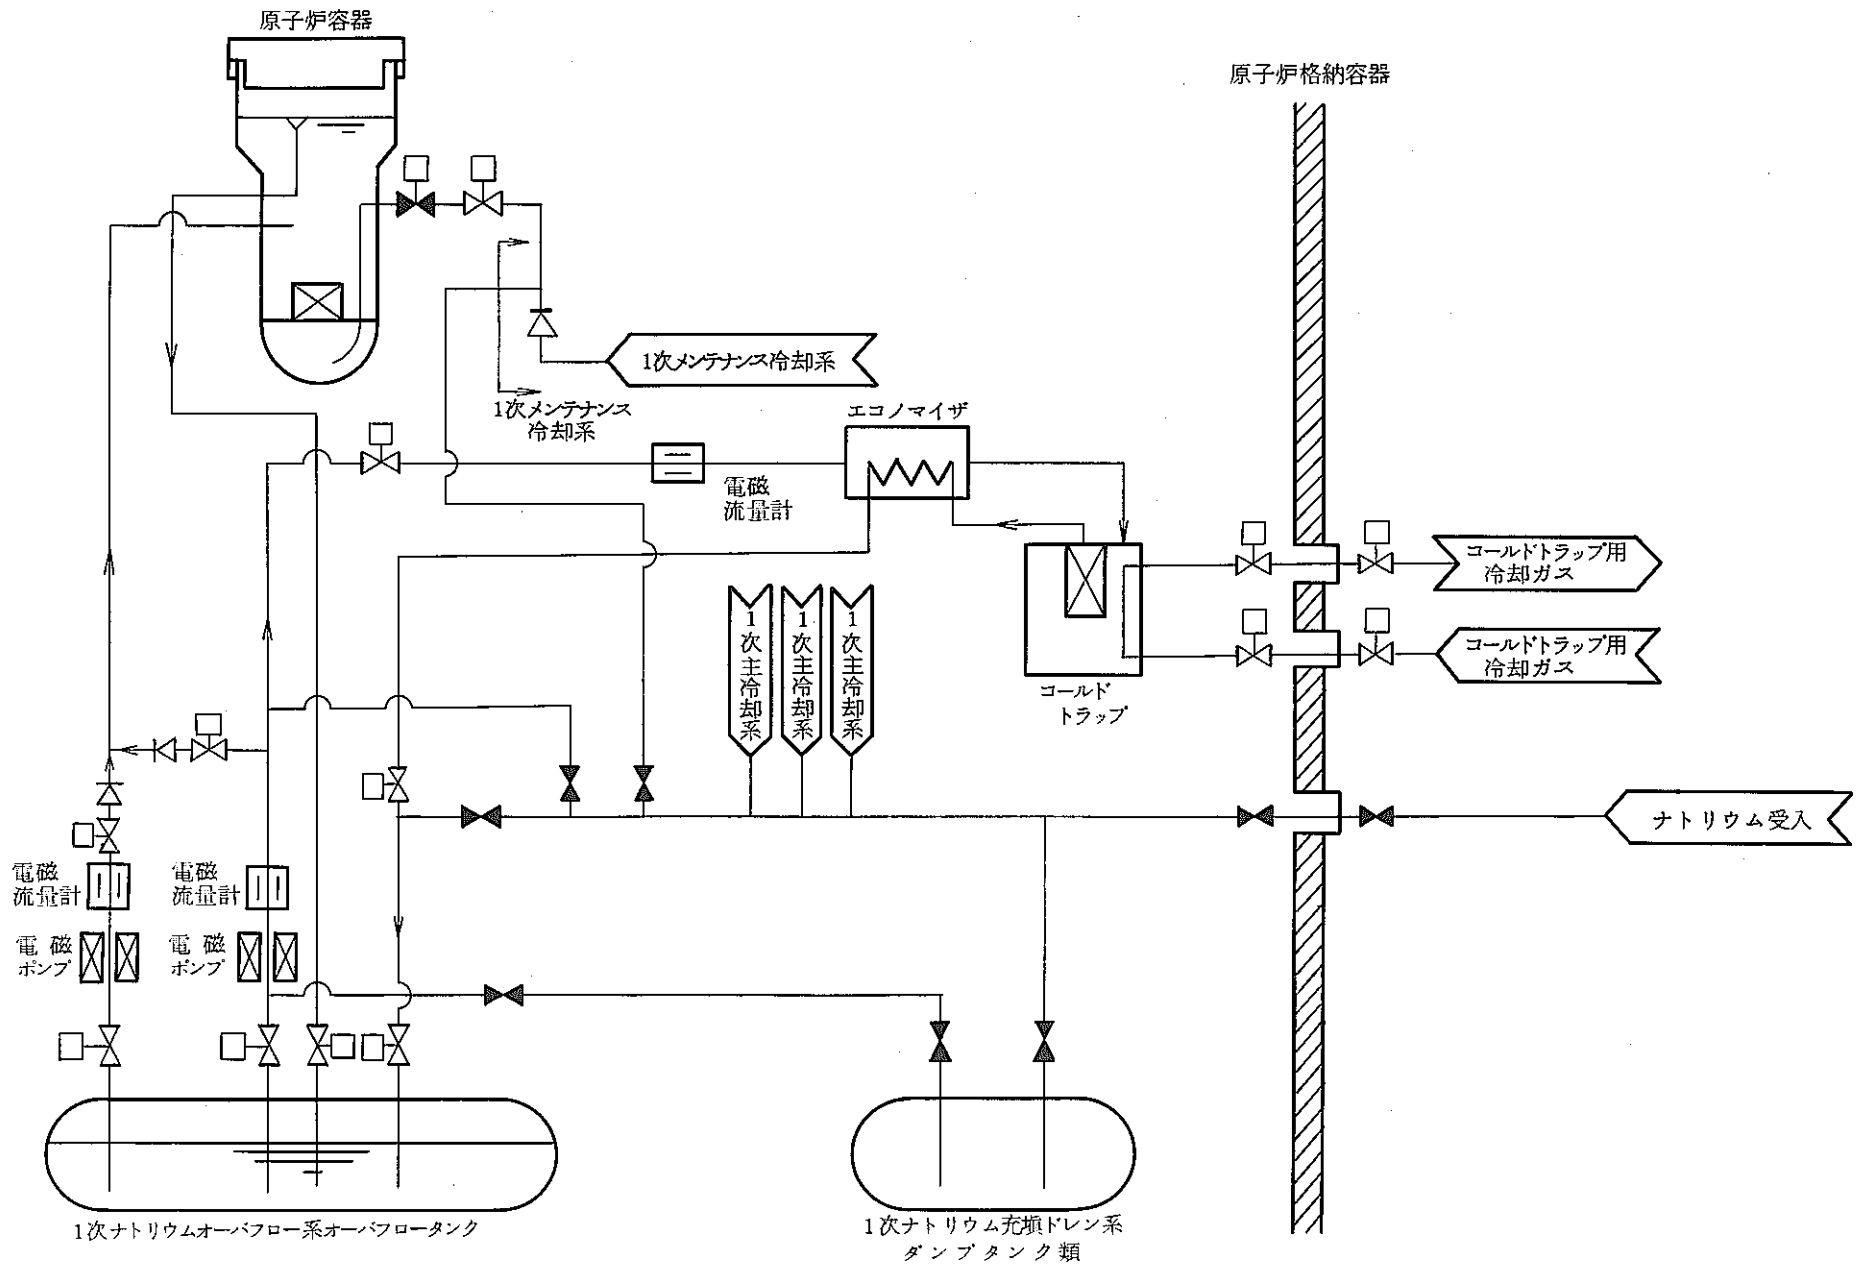 原子炉容器
原子炉格納容器
1次メンテナンス冷却系
1次メンテナンス
冷却系
エコノマイザ
電磁
流量計
コールドトラップ用
冷却ガス
コールドトラップ用
冷却ガス
コールド
トラップ
1次主冷却系
1次主冷却系
1次主冷却系
ナトリウム受入
電磁
流量計
電磁
流量計
電磁
ポンプ
電磁
ポンプ
1次ナトリウムオーバフロー系オーバフロータンク
1次ナトリウム充塡ドレン系
ダンプタンク類